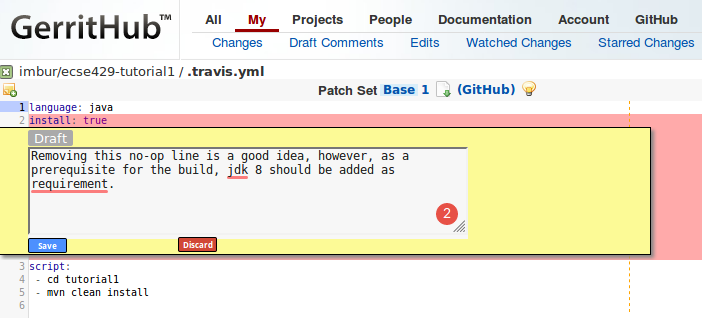 GerritHub™
All My Projects People Documentation Account GitHub
Changes Draft Comments Edits Watched Changes Starred Changes
imbur/ecse429-tutorial1 / .travis.yml
Patch Set Base 1 (GitHub)
1 language: java
2 install: true
Draft
Removing this no-op line is a good idea, however, as a
prerequisite for the build, jdk 8 should be added as
requirement.
2
Save Discard
3 script:
4 - cd tutorial1
5 - mvn clean install
6